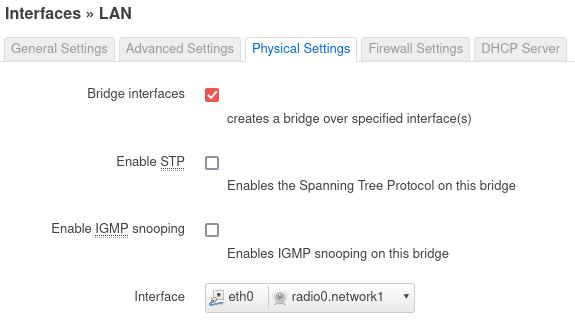 Interfaces » LAN
General Settings Advanced Settings Physical Settings Firewall Settings DHCP Server
Bridge interfaces
creates a bridge over specified interface(s)
Enable STP
Enables the Spanning Tree Protocol on this bridge
Enable IGMP snooping
Enables IGMP snooping on this bridge
Interface eth0 radio0.network1